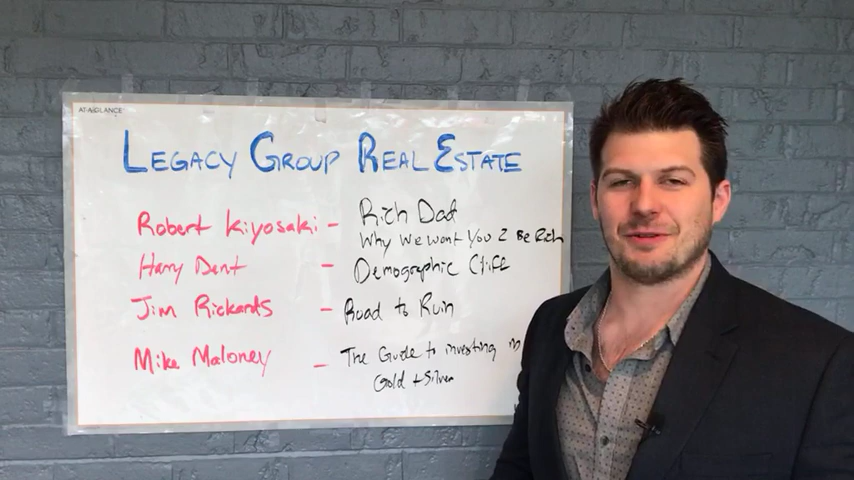 AT-A-GLANCE
LEGACY GROUP REAL ESTATE
Robert Kiyosaki - Rich Dad
Why We want You 2 Be Rich
Harry Dent - Demographic Cliff
Jim Rickards - Road to Ruin
Mike Maloney - The Guide to investing in
Gold + Silver